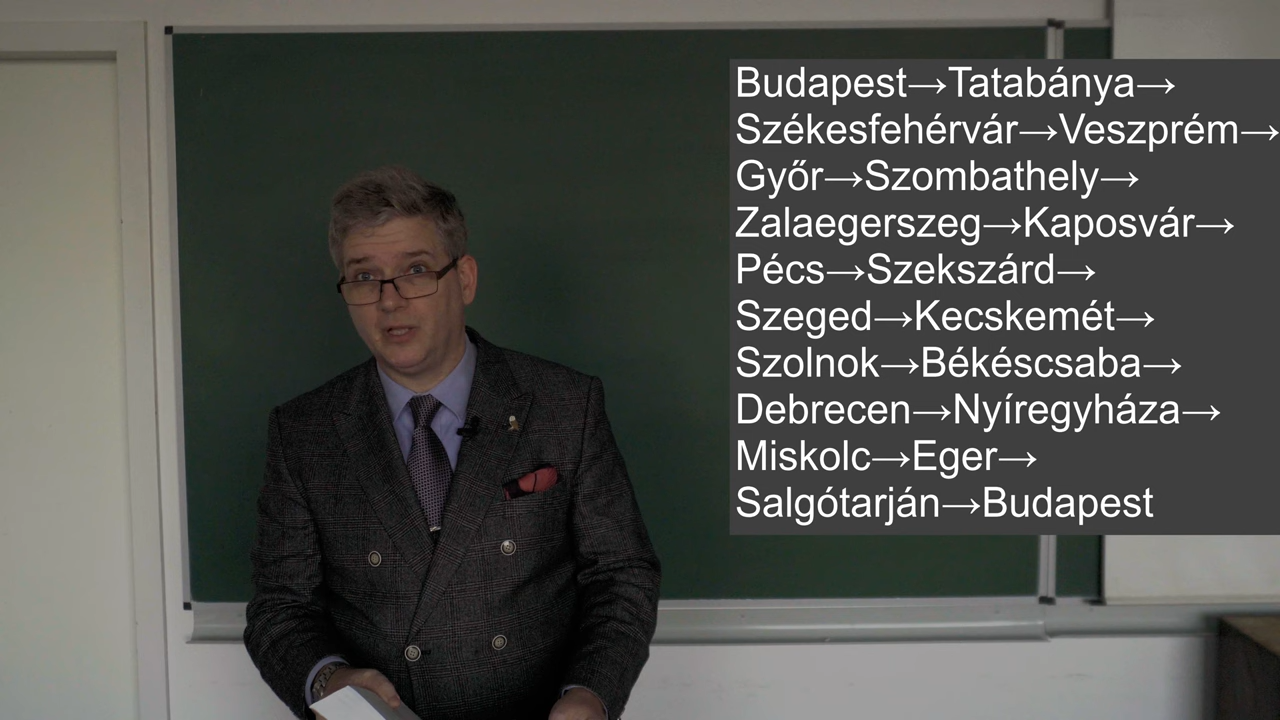 Budapest→Tatabánya→
Székesfehérvár→Veszprém→
Győr→Szombathely→
Zalaegerszeg→Kaposvár→
Pécs→Szekszárd→
Szeged→Kecskemét→
Szolnok→Békéscsaba→
Debrecen→Nyíregyháza→
Miskolc→Eger→
Salgótarján→Budapest